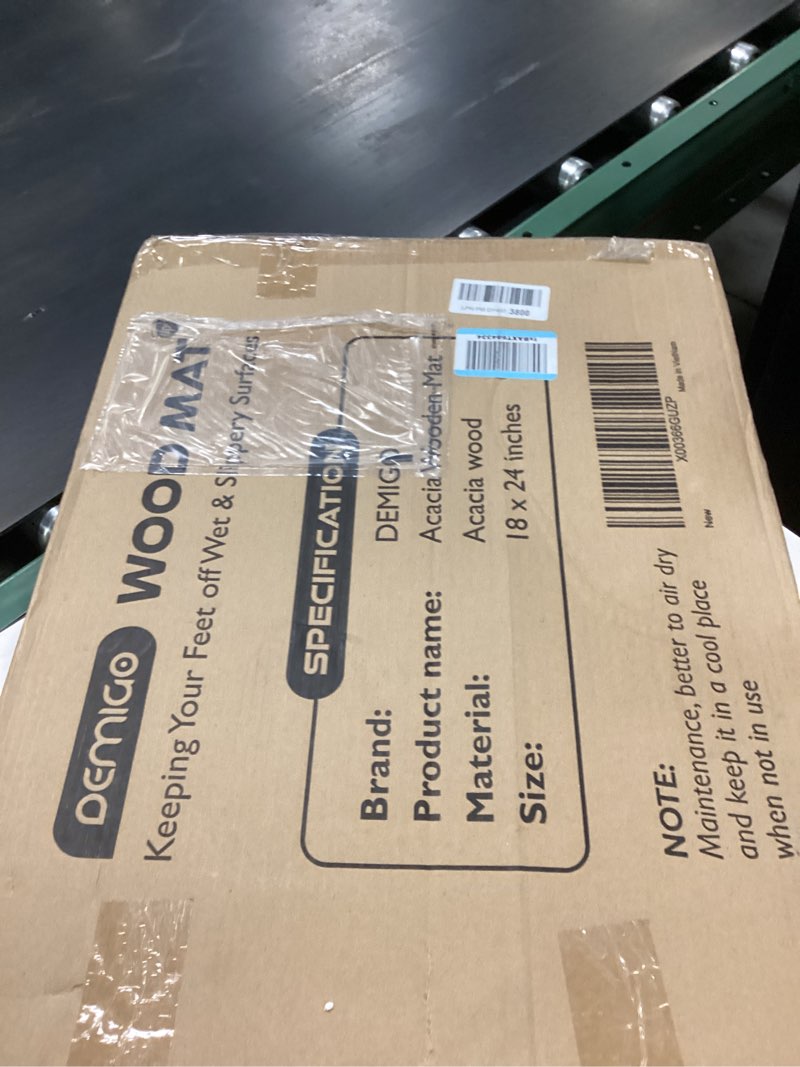 DEMIGO WOOD MAT
Keeping Your Feet off Wet & Slippery Surfaces
SPECIFICATION
Brand: DEMIGO
Product name: Acacia Wooden Mat
Material: Acacia wood
Size: 18 x 24 inches
NOTE:
Maintenance, better to air dry
and keep it in a cool place
when not in use
X00366GUZP
New
Made in Vietnam
3800